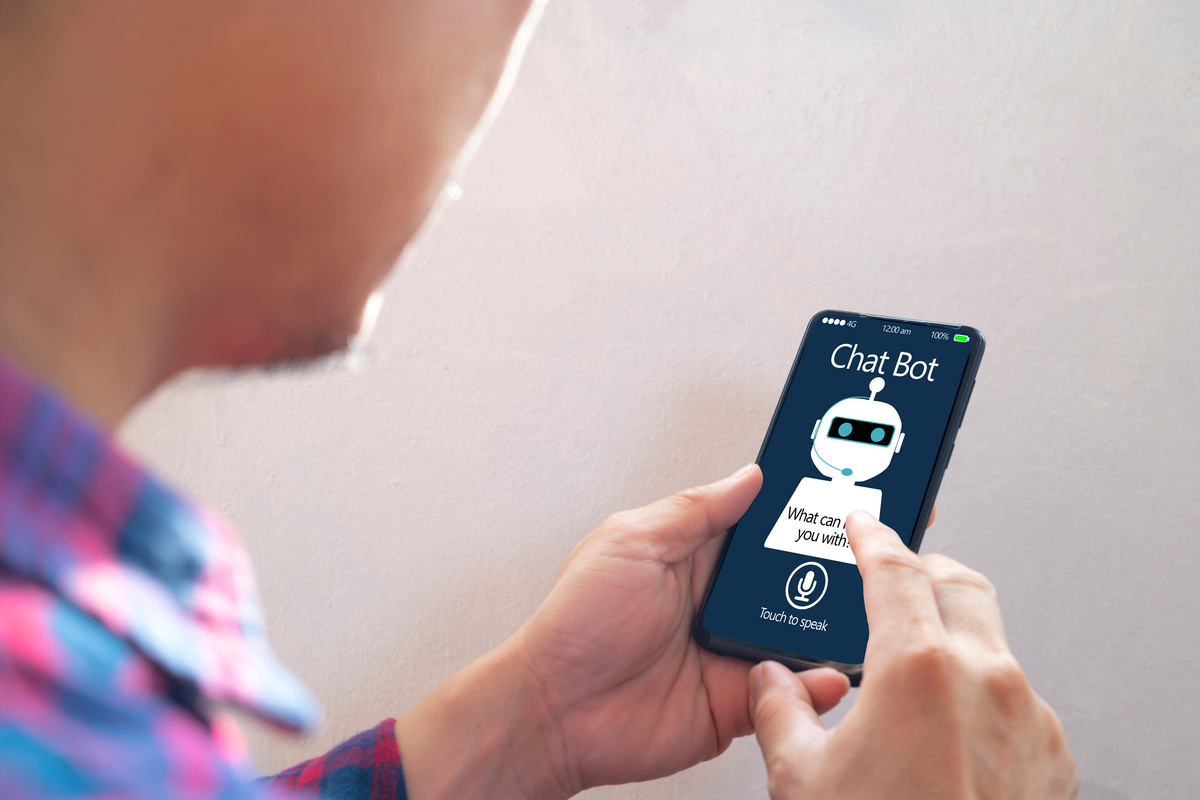 4G 12:00 am 100%
Chat Bot
What can
you with?
Touch to speak